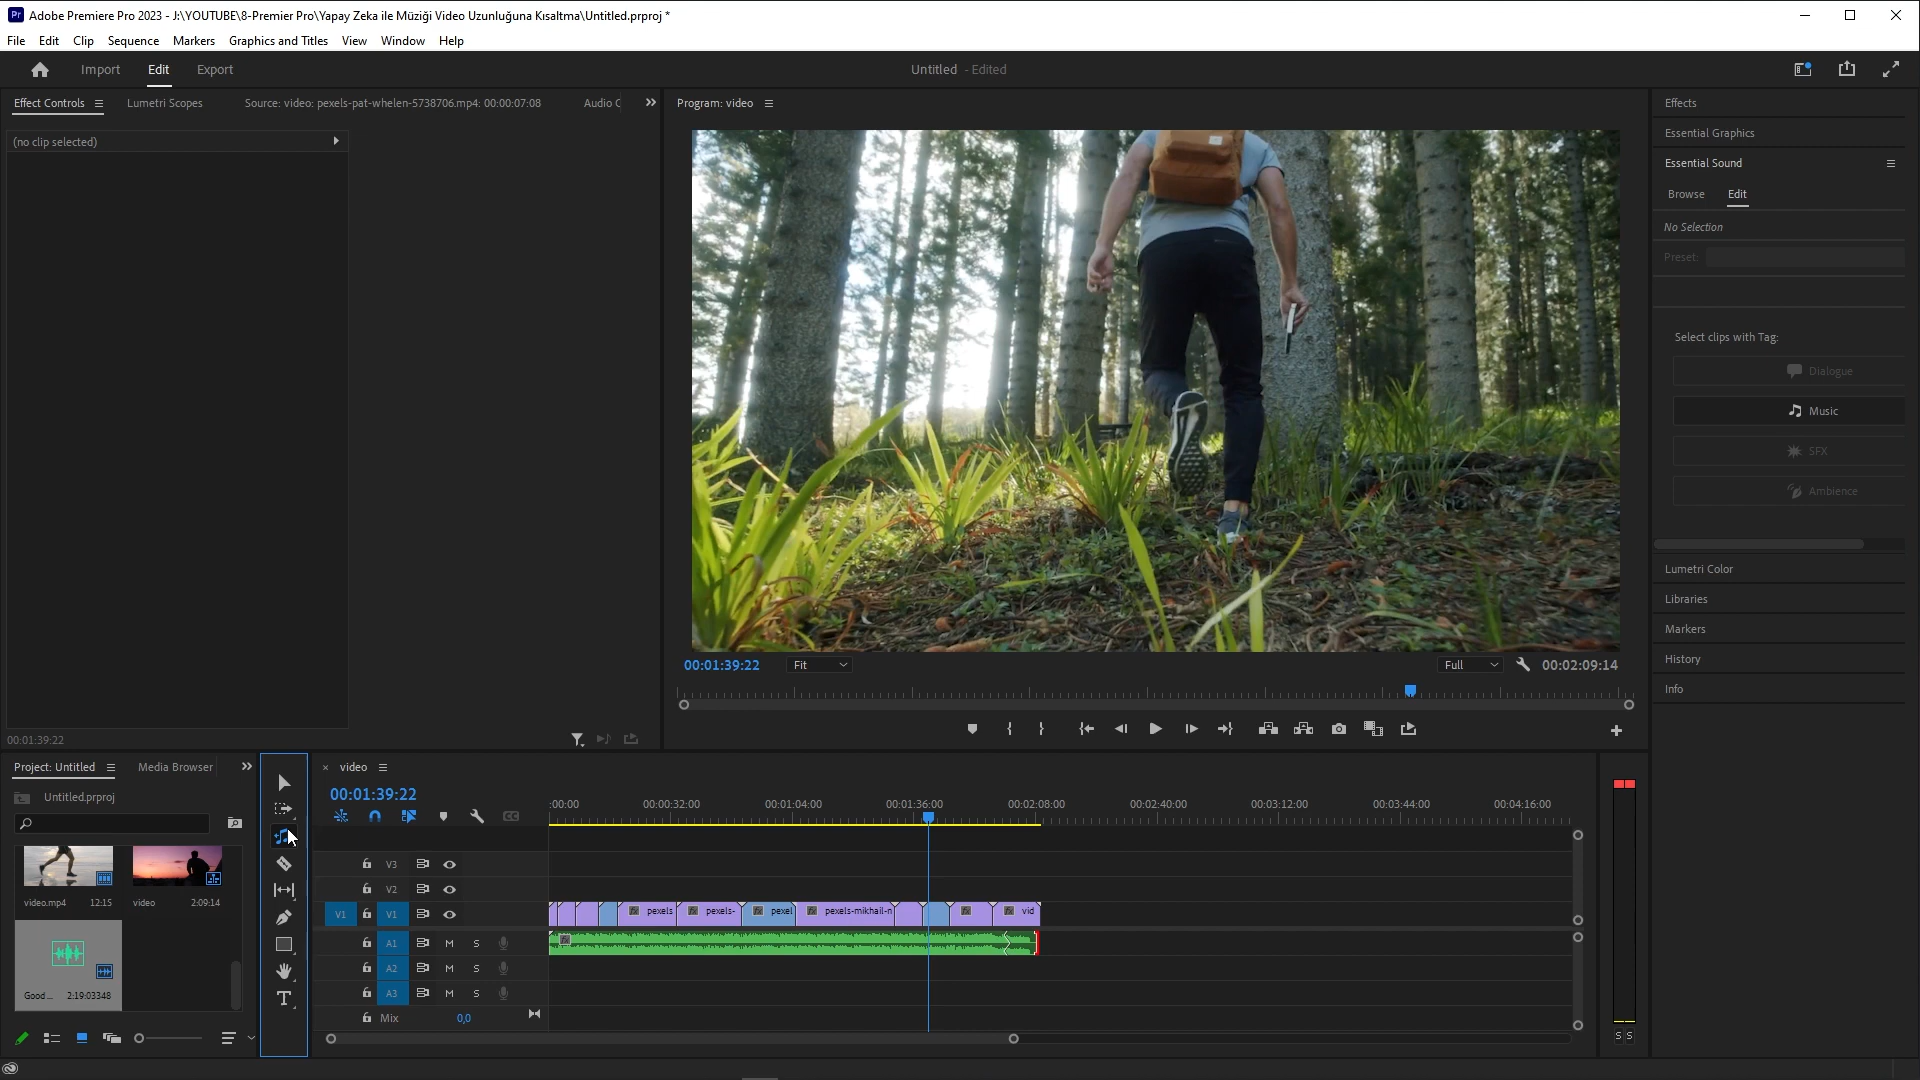 Adobe Premiere Pro 2023 - J:\YOUTUBE\8-Premier Pro\Yapay Zeka ile Müziği Video Uzunluğuna Kısaltma\Untitled.prproj *
File Edit Clip Sequence Markers Graphics and Titles View Window Help
Import Edit Export
Untitled - Edited
Effect Controls Lumetri Scopes Source: video: pexels-pat-whelen-5738706.mp4: 00:00:07:08 Audio C
(no clip selected)
00:01:39:22
Program: video
00:01:39:22 Fit Full 00:02:09:14
Effects
Essential Graphics
Essential Sound
Browse Edit
No Selection
Preset:
Select clips with Tag:
Dialogue
Music
SFX
Ambience
Lumetri Color
Libraries
Markers
History
Info
Project: Untitled Media Browser
Untitled.prproj
video.mp4 12:15 video 2:09:14
Good ... 2:19:03348
video
00:01:39:22
:00:00 00:00:32:00 00:01:04:00 00:01:36:00 00:02:08:00 00:02:40:00 00:03:12:00 00:03:44:00 00:04:16:00
V3
V2
V1 V1 fx pexels fx pexels- fx pexel fx pexels-mikhail-n fx fx vid
A1 M S fx
A2 M S
A3 M S
Mix 0,0
S S